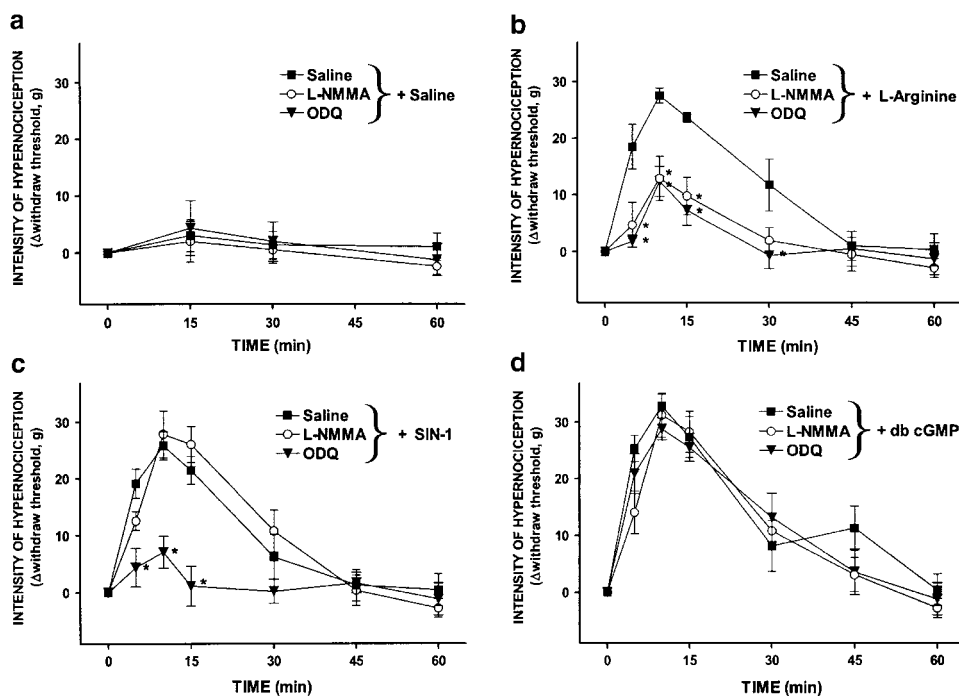 a
INTENSITY OF HYPERNOCICEPTION
(Δwithdraw threshold, g)
30
20
10
0
Saline
L-NMMA
ODQ
+ Saline
0 15 30 45 60
TIME (min)
b
INTENSITY OF HYPERNOCICEPTION
(Δwithdraw threshold, g)
30
20
10
0
Saline
L-NMMA
ODQ
+ L-Arginine
* * * * * * *
0 15 30 45 60
TIME (min)
c
INTENSITY OF HYPERNOCICEPTION
(Δwithdraw threshold, g)
30
20
10
0
Saline
L-NMMA
ODQ
+ SIN-1
* * *
0 15 30 45 60
TIME (min)
d
INTENSITY OF HYPERNOCICEPTION
(Δwithdraw threshold, g)
30
20
10
0
Saline
L-NMMA
ODQ
+ db cGMP
0 15 30 45 60
TIME (min)